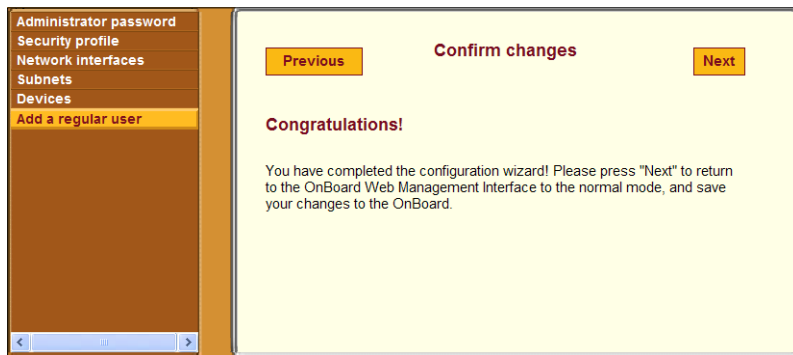 Administrator password
Security profile
Network interfaces
Subnets
Devices
Add a regular user
Previous
Confirm changes
Next
Congratulations!
You have completed the configuration wizard! Please press "Next" to return
to the OnBoard Web Management Interface to the normal mode, and save
your changes to the OnBoard.